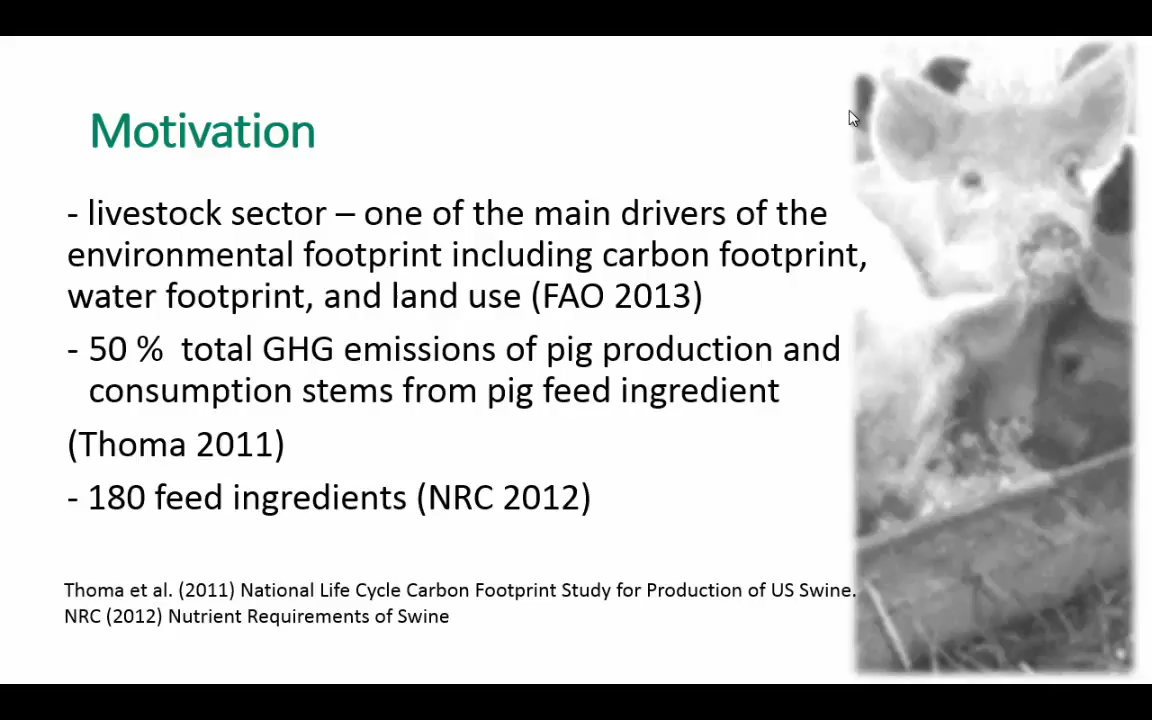 Motivation
- livestock sector – one of the main drivers of the
environmental footprint including carbon footprint,
water footprint, and land use (FAO 2013)
- 50 %  total GHG emissions of pig production and
consumption stems from pig feed ingredient
(Thoma 2011)
- 180 feed ingredients (NRC 2012)
Thoma et al. (2011) National Life Cycle Carbon Footprint Study for Production of US Swine.
NRC (2012) Nutrient Requirements of Swine